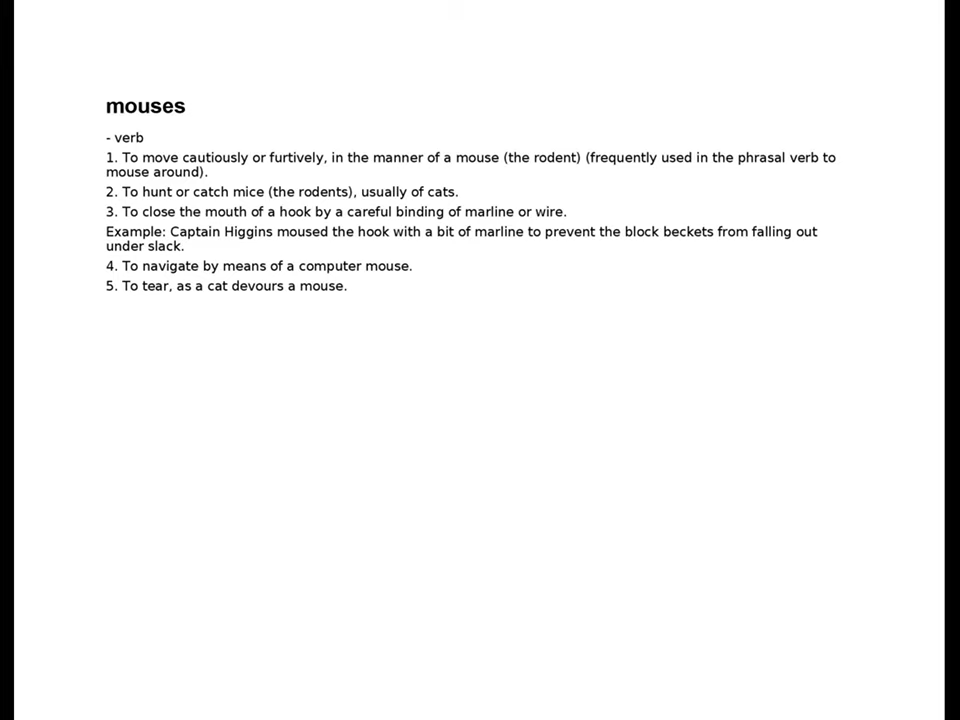 mouses
- verb
1. To move cautiously or furtively, in the manner of a mouse (the rodent) (frequently used in the phrasal verb to
mouse around).
2. To hunt or catch mice (the rodents), usually of cats.
3. To close the mouth of a hook by a careful binding of marline or wire.
Example: Captain Higgins moused the hook with a bit of marline to prevent the block beckets from falling out
under slack.
4. To navigate by means of a computer mouse.
5. To tear, as a cat devours a mouse.